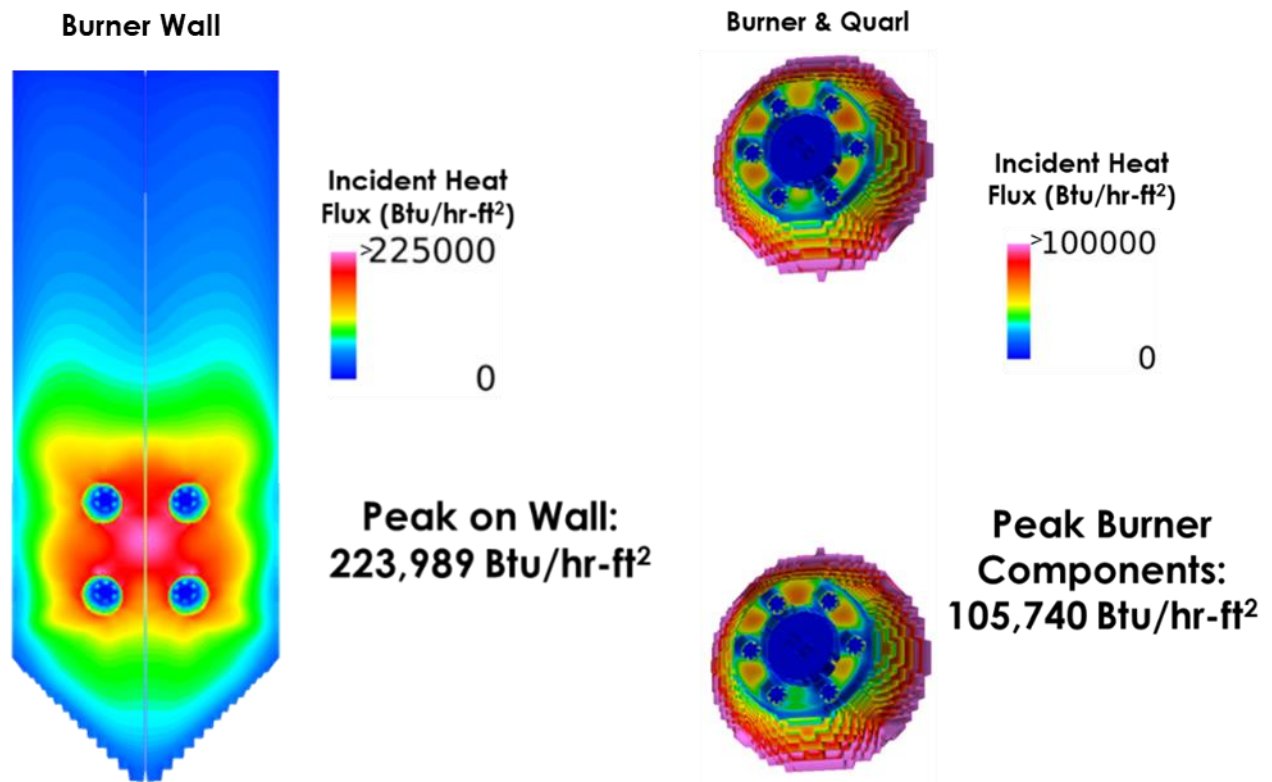 Burner Wall
Incident Heat
Flux (Btu/hr-ft²)
>225000
0
Peak on Wall:
223,989 Btu/hr-ft²
Burner & Quarl
Incident Heat
Flux (Btu/hr-ft²)
>100000
0
Peak Burner
Components:
105,740 Btu/hr-ft²